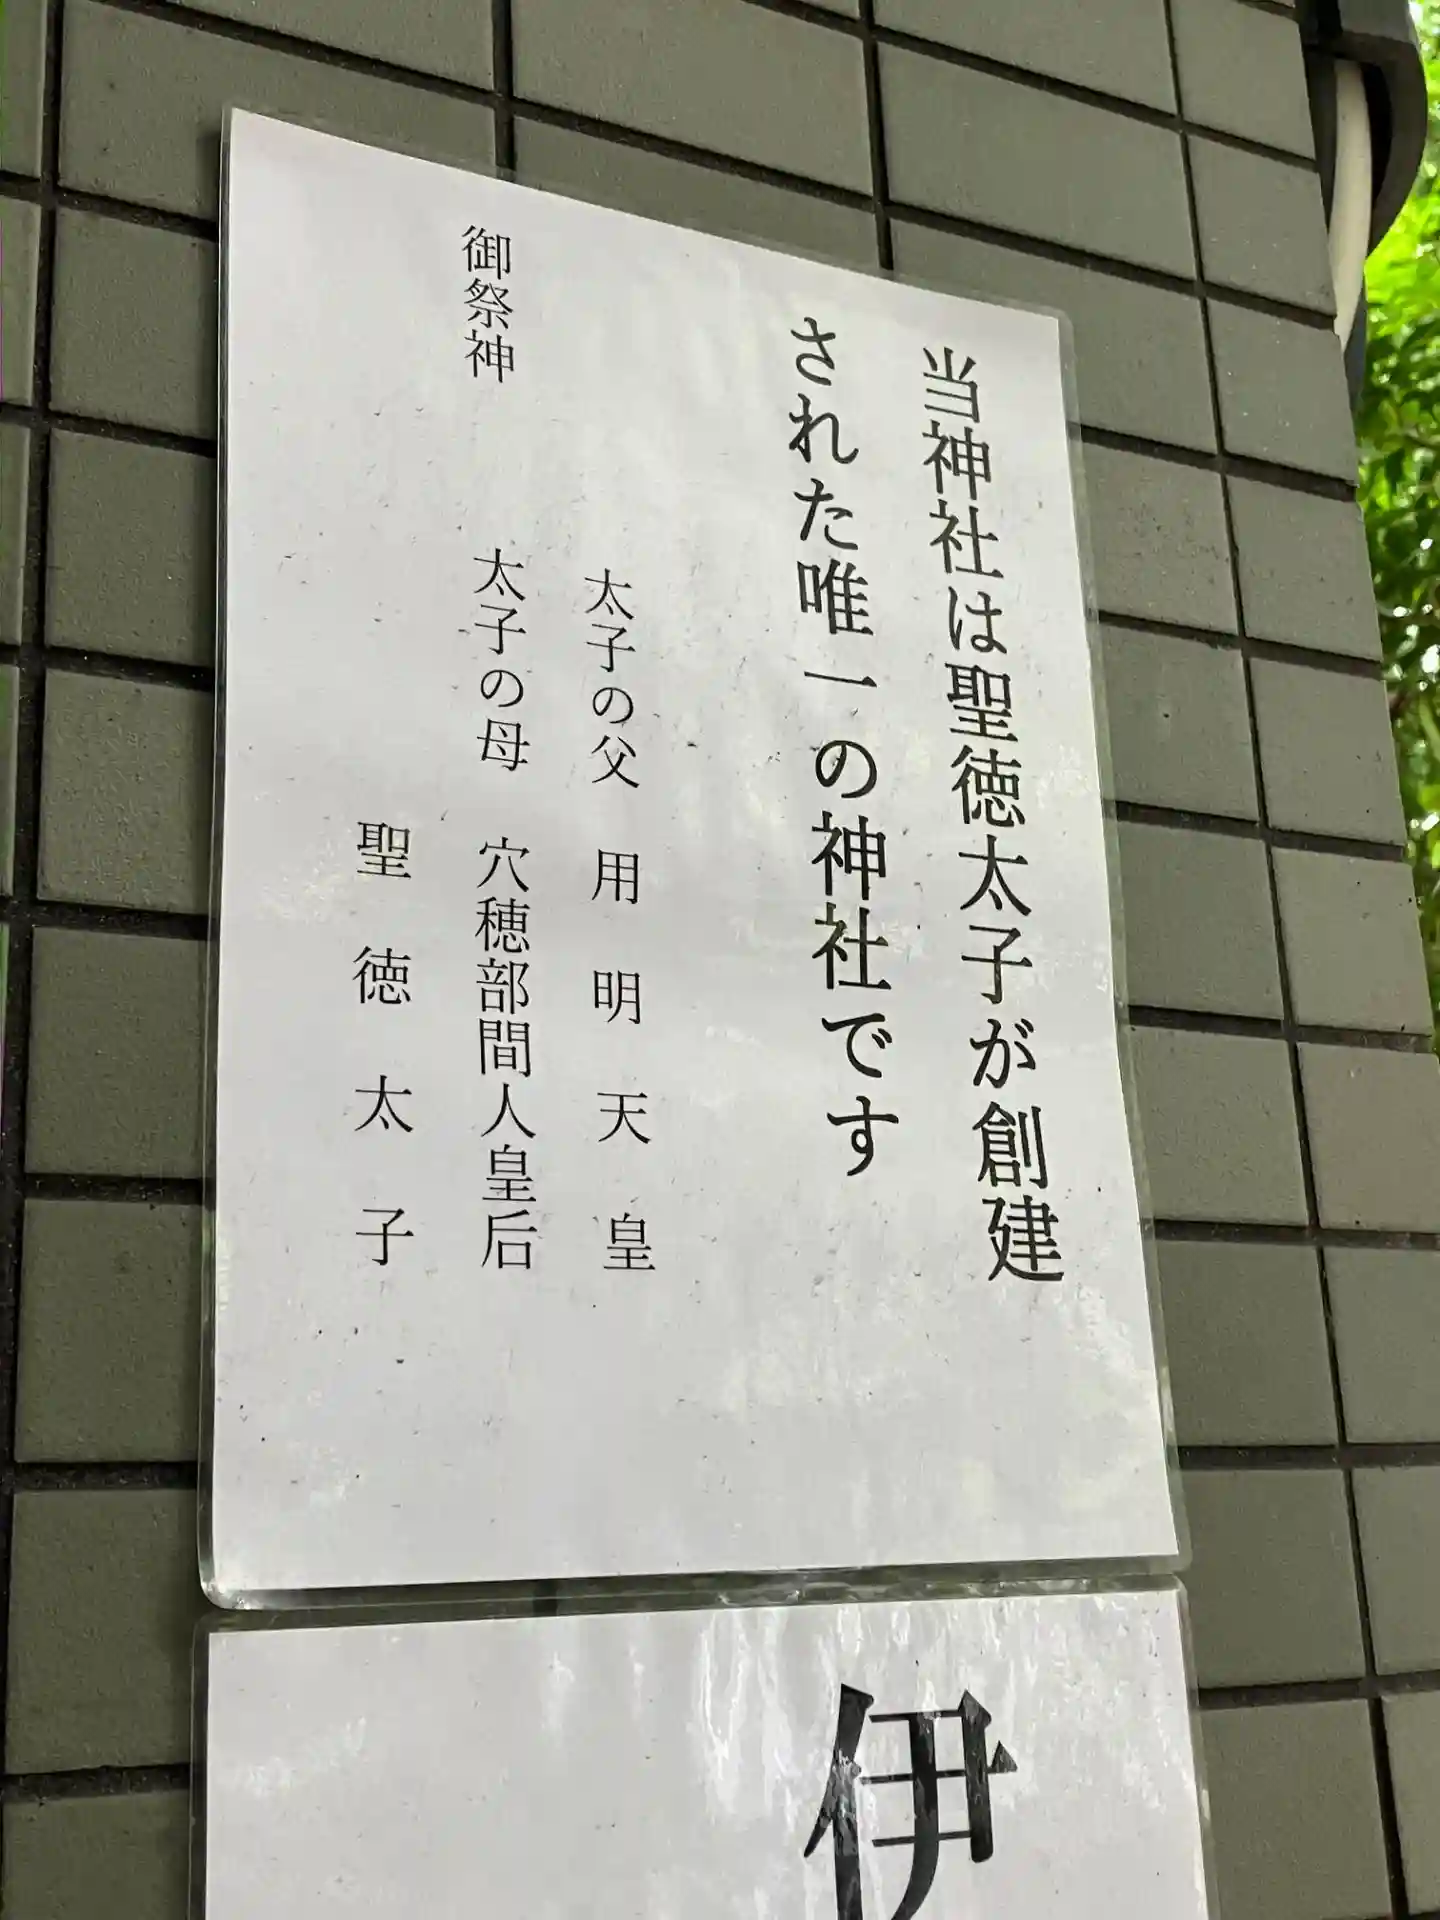 当神社は聖徳太子が創建
された唯一の神社です
太子の父 用明天皇
御祭神 太子の母 穴穂部間人皇后
聖徳太子
伊